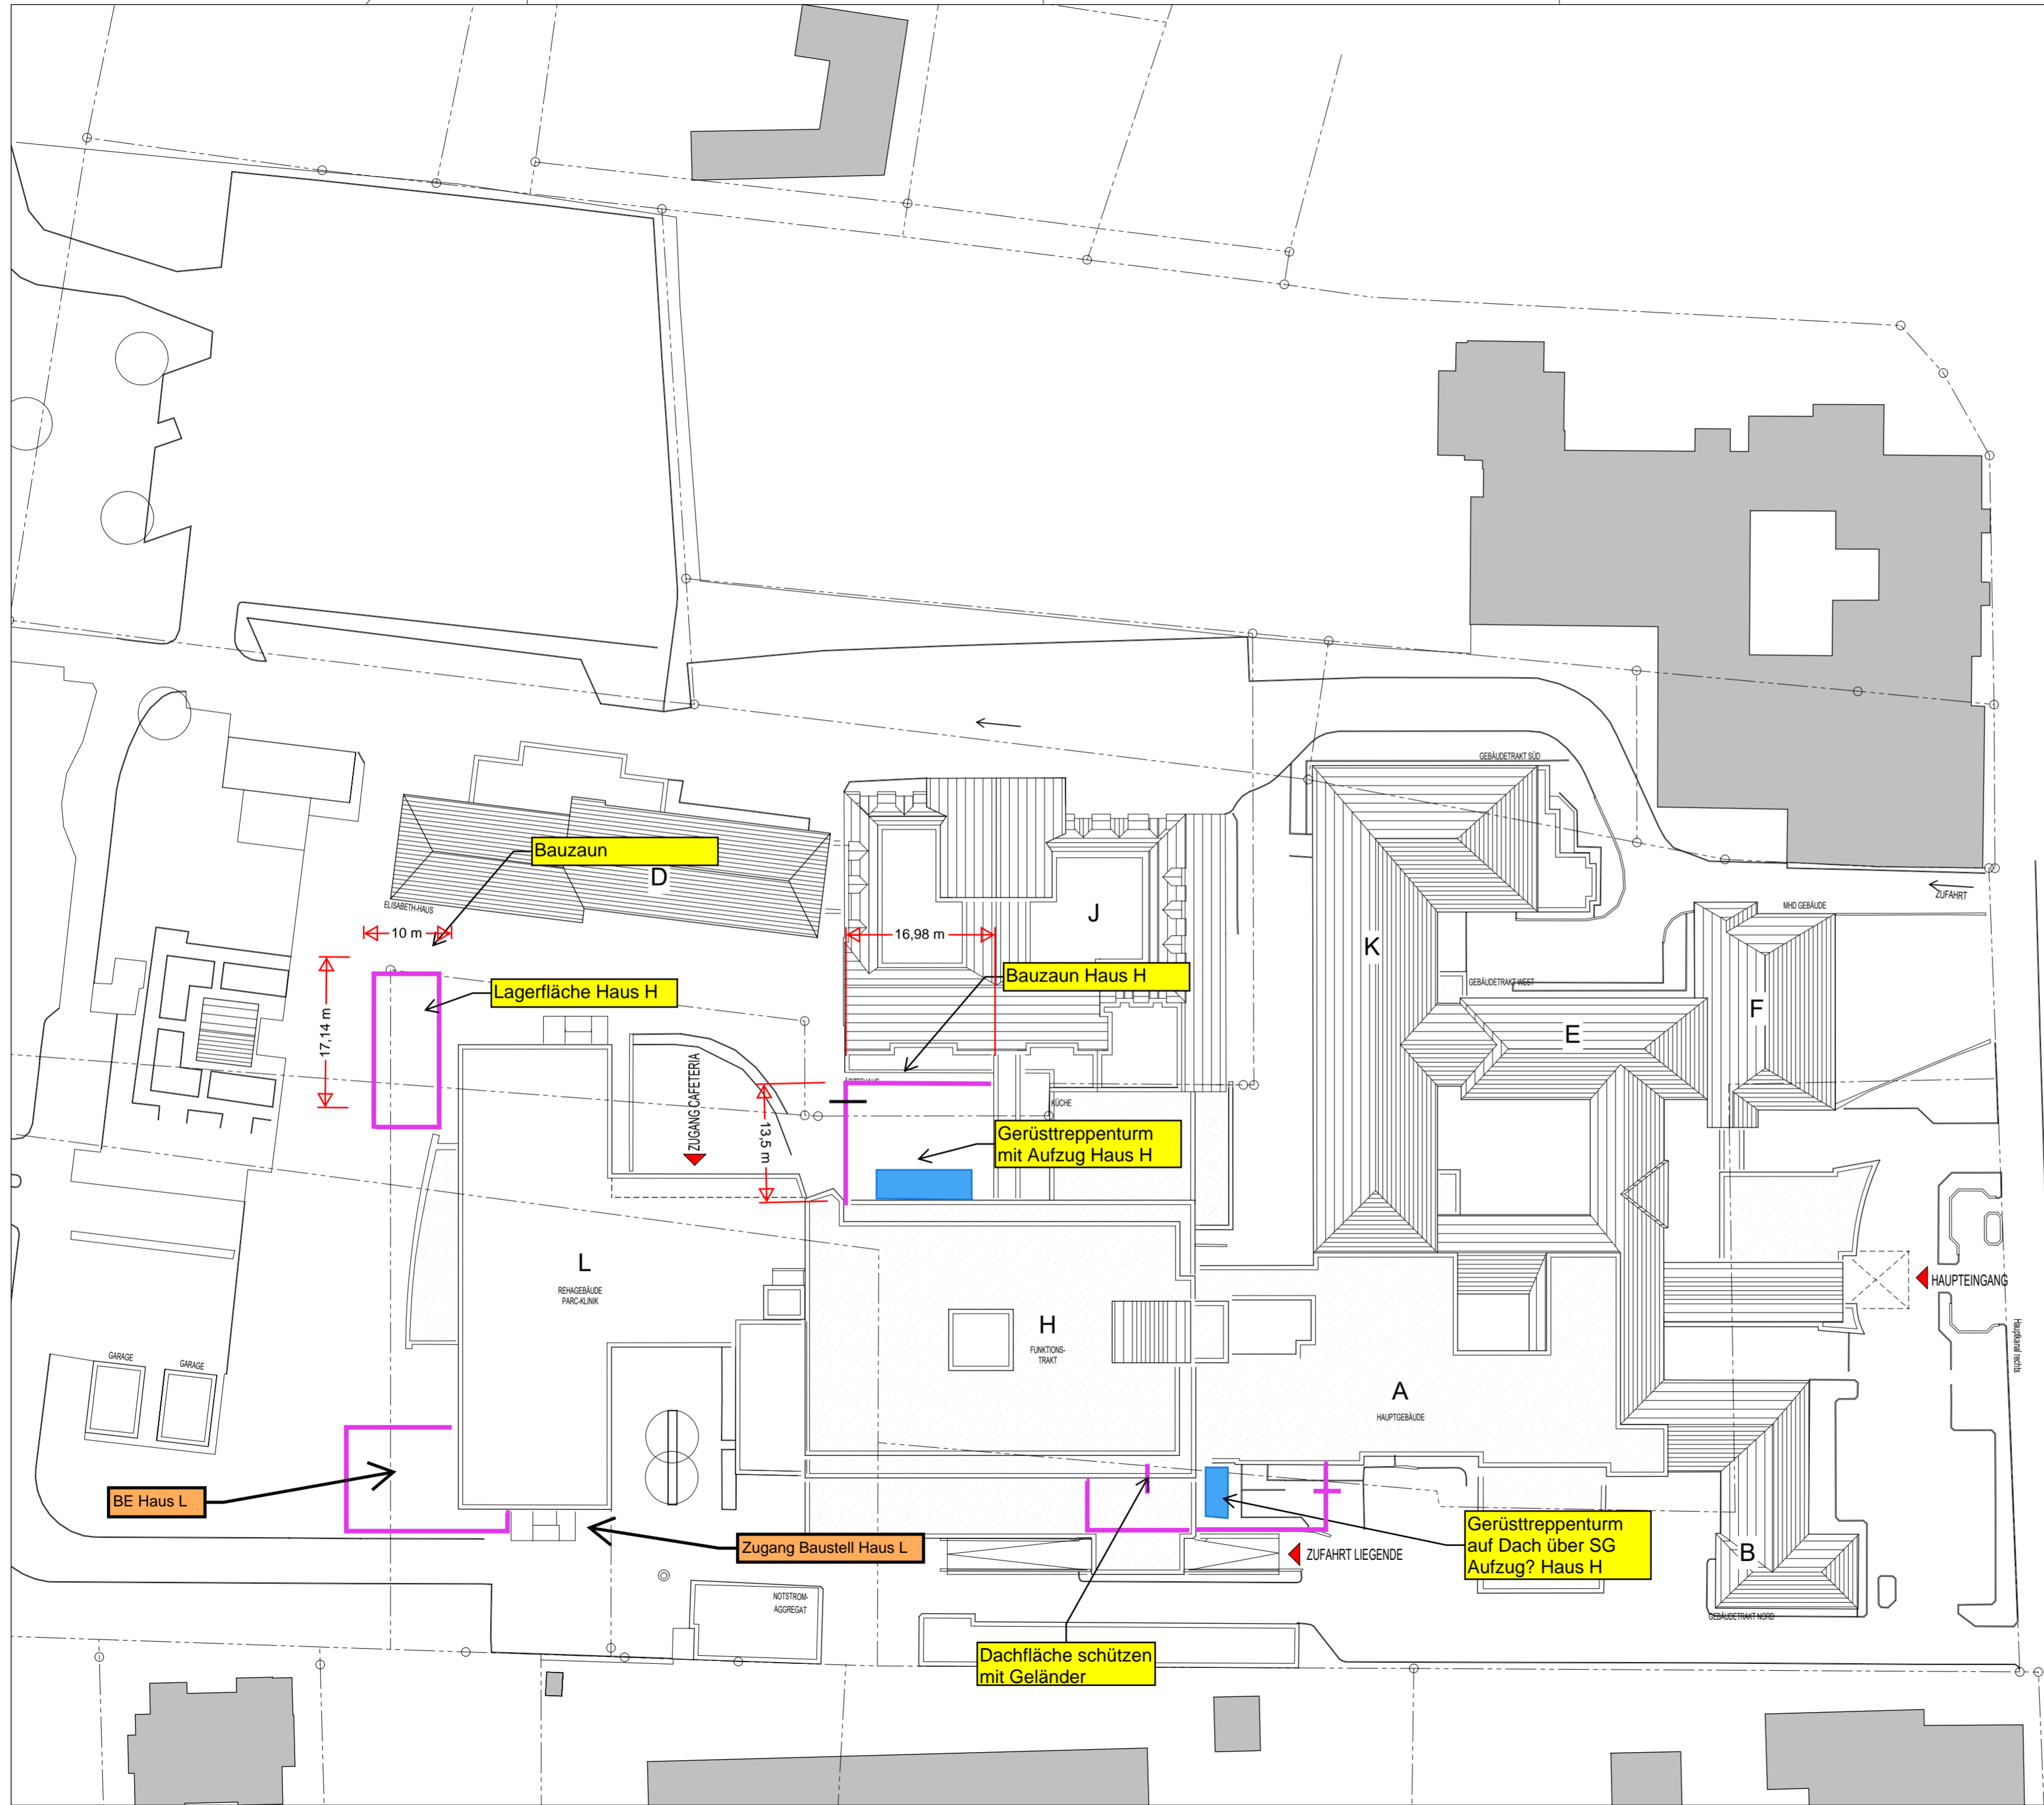 GEBÄUDETRAKT SÜD
Bauzaun
D
ELISABETH-HAUS
ZUFAHRT
MHD GEBÄUDE
J
10 m
16,98 m
K
Bauzaun Haus H
GEBÄUDETRAKT WEST
Lagerfläche Haus H
F
E
17,14 m
ZUGANG CAFETERIA
ÄRZTEHAUS
KÜCHE
13,5 m
Gerüsttreppenturm
mit Aufzug Haus H
L
REHAGEBÄUDE
PARC-KLINIK
HAUPTEINGANG
H
FUNKTIONS-
TRAKT
Hauptkanal rechts
GARAGE
GARAGE
A
HAUPTGEBÄUDE
BE Haus L
Zugang Baustell Haus L
ZUFAHRT LIEGENDE
Gerüsttreppenturm
auf Dach über SG
Aufzug? Haus H
B
NOTSTROM-
AGGREGAT
GEBÄUDETRAKT NORD
Dachfläche schützen
mit Geländer